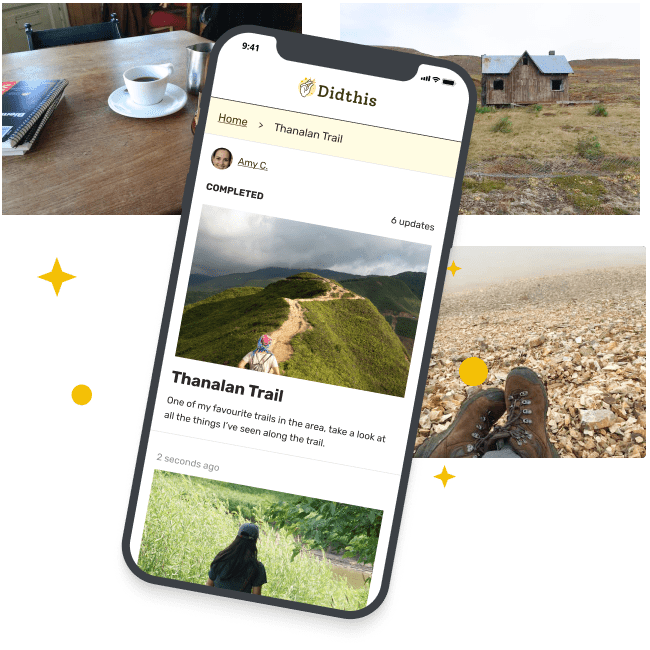 9:41
Didthis
Home > Thanalan Trail
Amy C.
COMPLETED
6 updates
Thanalan Trail
One of my favourite trails in the area, take a look at
all the things I've seen along the trail.
2 seconds ago